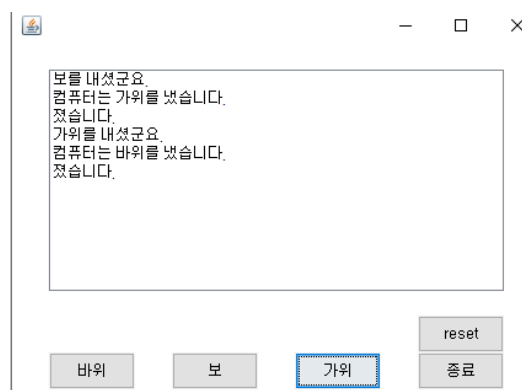 보를 내셨군요.
컴퓨터는 가위를 냈습니다.
졌습니다.
가위를 내셨군요.
컴퓨터는 바위를 냈습니다.
졌습니다.
reset
바위 보 가위 종료